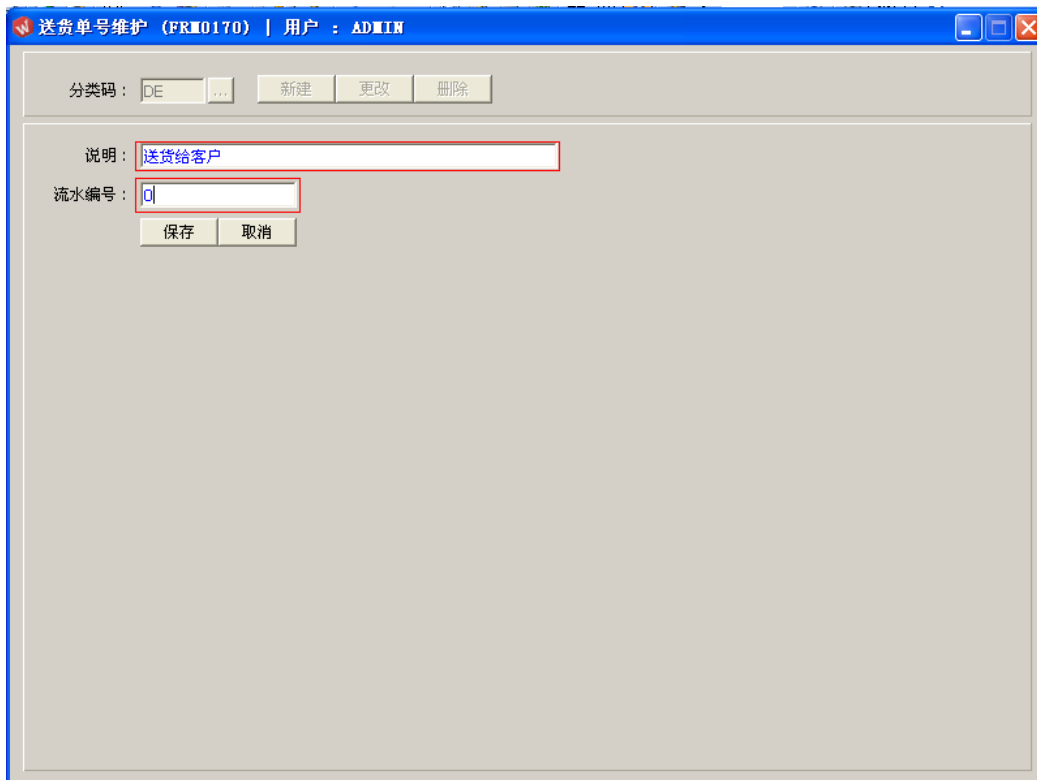 送货单号维护 (FRM0170) | 用户 : ADMIN
分类码： DE ... 新建 更改 删除
说明： 送货给客户
流水编号： 0
保存 取消